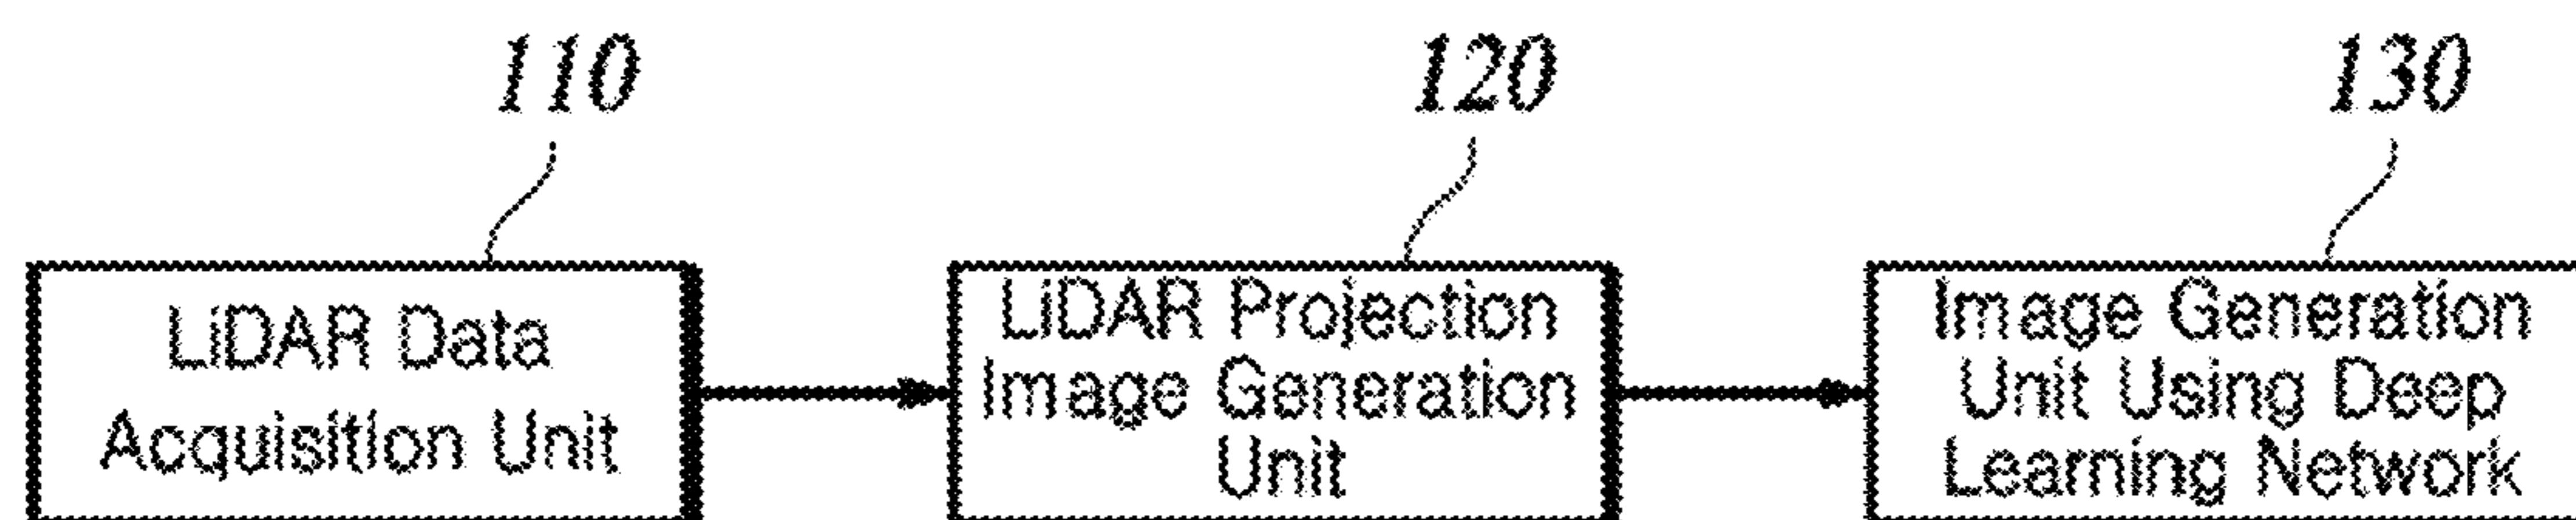 110
120
130
LiDAR Data
Acquisition Unit
LiDAR Projection
Image Generation
Unit
Image Generation
Unit Using Deep
Learning Network